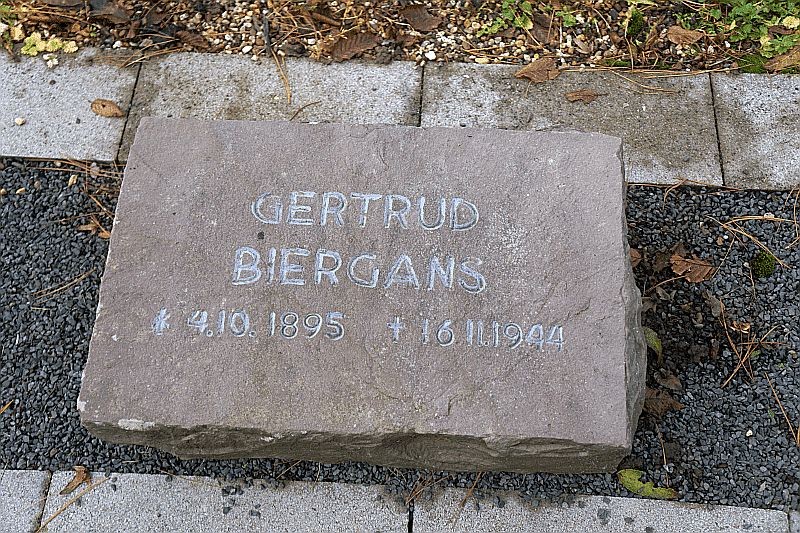 GERTRUD
BIERGANS
* 4.10.1895 † 16.11.1944